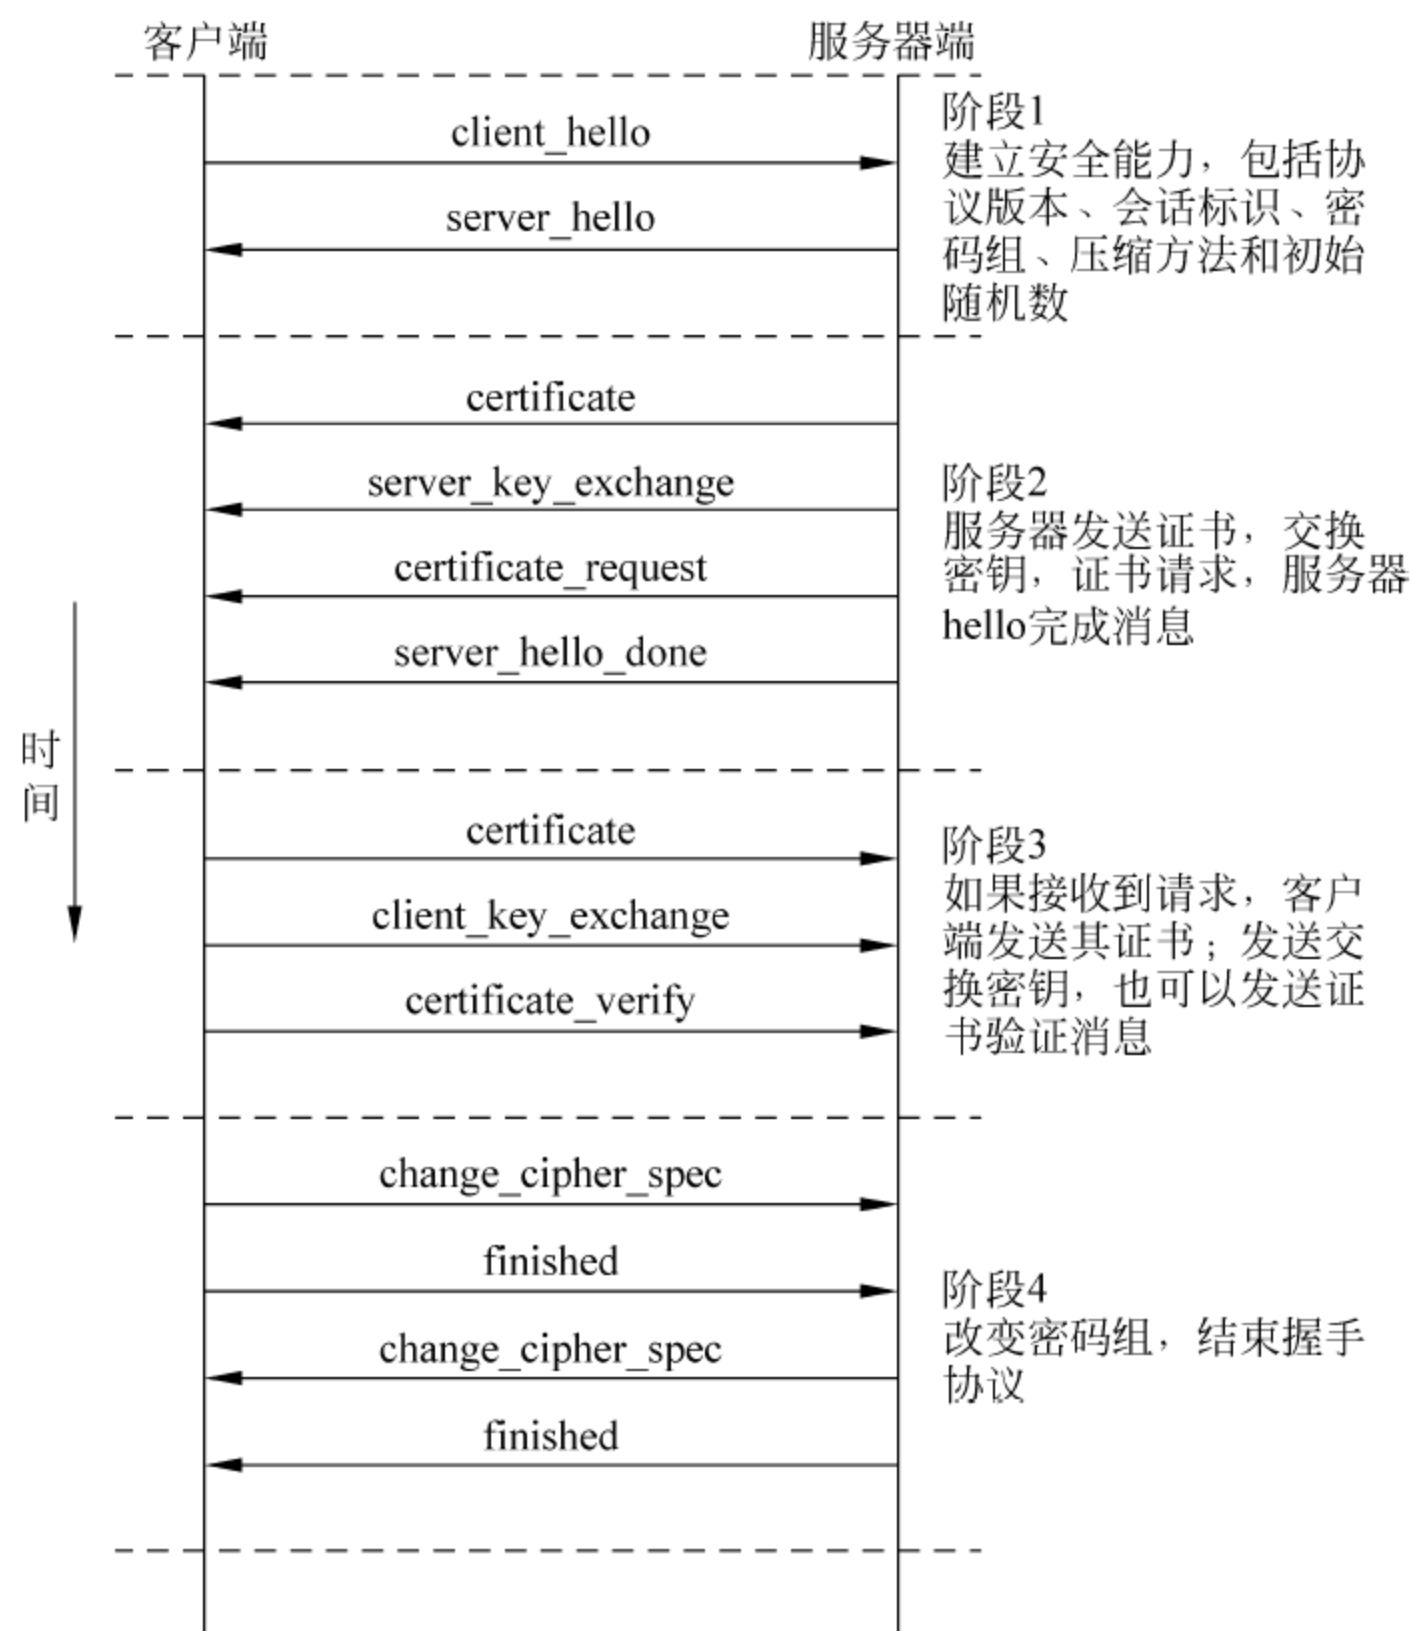 客户端
服务器端
client_hello
server_hello
阶段1
建立安全能力，包括协
议版本、会话标识、密
码组、压缩方法和初始
随机数
certificate
server_key_exchange
certificate_request
server_hello_done
阶段2
服务器发送证书，交换
密钥，证书请求，服务器
hello完成消息
时
间
certificate
client_key_exchange
certificate_verify
阶段3
如果接收到请求，客户
端发送其证书；发送交
换密钥，也可以发送证
书验证消息
change_cipher_spec
finished
change_cipher_spec
finished
阶段4
改变密码组，结束握手
协议